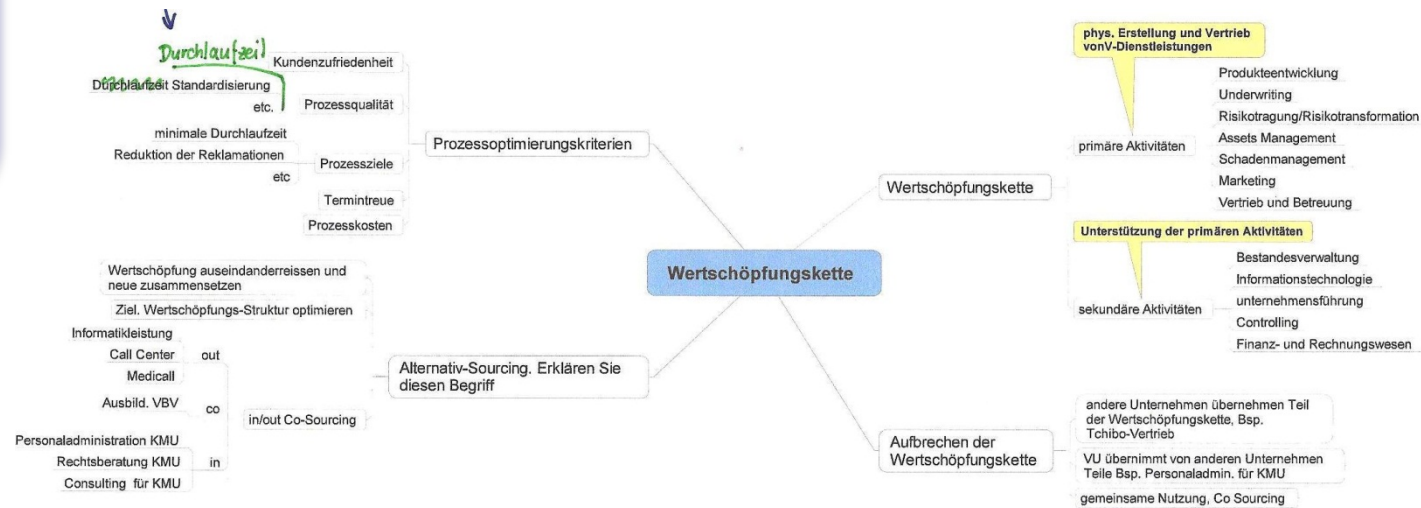 Durchlaufzeit
Kundenzufriedenheit
Durchlaufzeit Standardisierung
etc.
Prozessqualität
minimale Durchlaufzeit
Reduktion der Reklamationen
etc
Prozessziele
Termintreue
Prozesskosten
Prozessoptimierungskriterien
Wertschöpfung auseindanderreissen und
neue zusammensetzen
Ziel. Wertschöpfungs-Struktur optimieren
Informatikleistung
Call Center
Medicall
out
Ausbild. VBV
co
Personaladministration KMU
Rechtsberatung KMU
Consulting für KMU
in
in/out Co-Sourcing
Alternativ-Sourcing. Erklären Sie
diesen Begriff
Wertschöpfungskette
Wertschöpfungskette
phys. Erstellung und Vertrieb
vonV-Dienstleistungen
primäre Aktivitäten
Produkteentwicklung
Underwriting
Risikotragung/Risikotransformation
Assets Management
Schadenmanagement
Marketing
Vertrieb und Betreuung
Unterstützung der primären Aktivitäten
sekundäre Aktivitäten
Bestandesverwaltung
Informationstechnologie
unternehmensführung
Controlling
Finanz- und Rechnungswesen
Aufbrechen der
Wertschöpfungskette
andere Unternehmen übernehmen Teil
der Wertschöpfungskette, Bsp.
Tchibo-Vertrieb
VU übernimmt von anderen Unternehmen
Teile Bsp. Personaladmin. für KMU
gemeinsame Nutzung, Co Sourcing